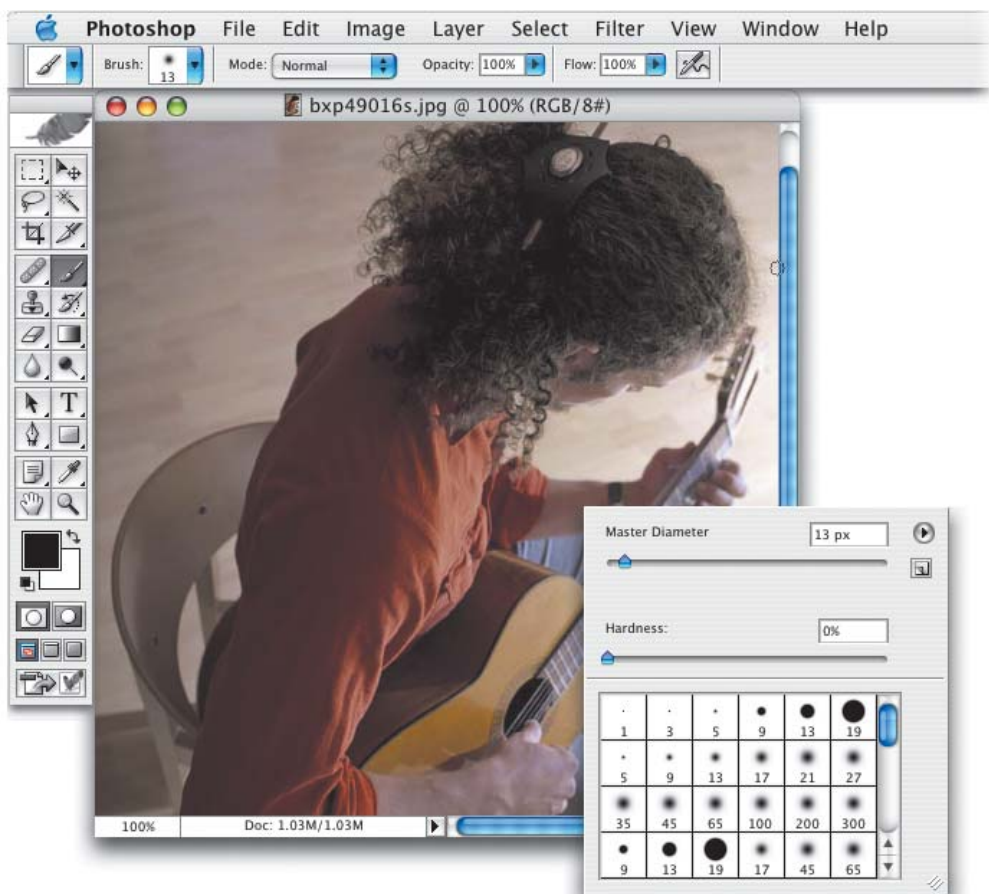 Photoshop File Edit Image Layer Select Filter View Window Help
Brush: 13 Mode: Normal Opacity: 100% Flow: 100%
bxp49016s.jpg @ 100% (RGB/8#)
T
Master Diameter 13 px
Hardness: 0%
1 3 5 9 13 19
5 9 13 17 21 27
35 45 65 100 200 300
9 13 19 17 45 65
100% Doc: 1.03M/1.03M